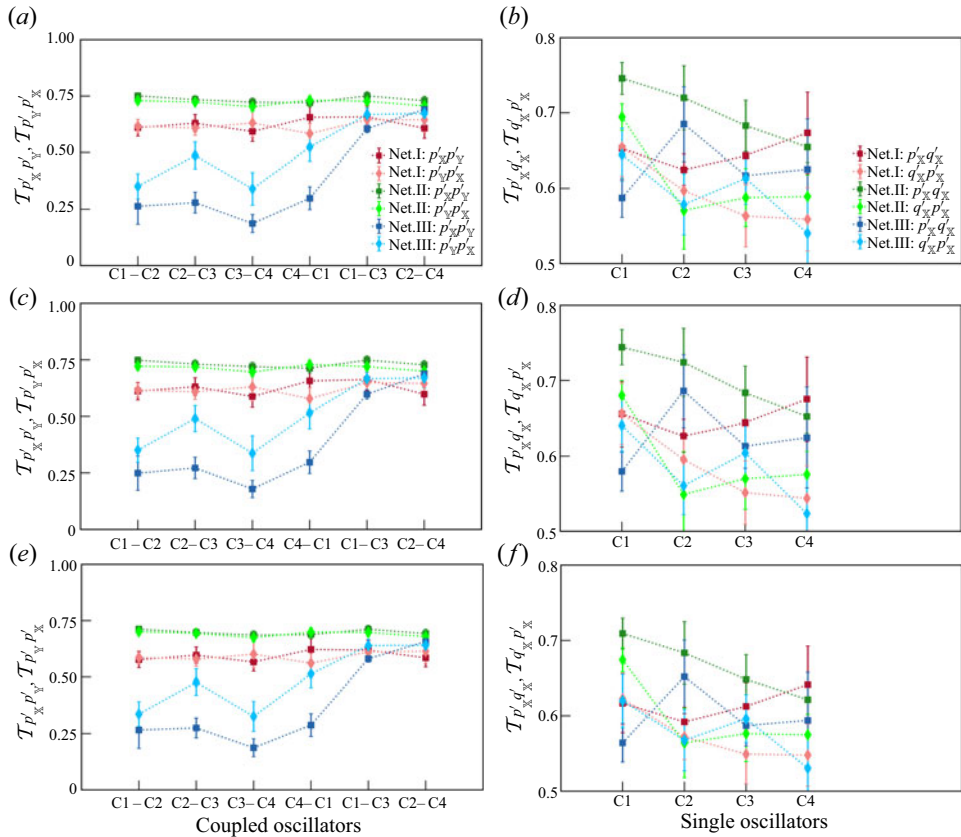 (a)
𝒯p′𝕏p′𝕐, 𝒯p′𝕐p′𝕏
1.00
0.75
0.50
0.25
0
C1−C2 C2−C3 C3−C4 C4−C1 C1−C3 C2−C4
Net.I: p′𝕏p′𝕐
Net.I: p′𝕐p′𝕏
Net.II: p′𝕏p′𝕐
Net.II: p′𝕐p′𝕏
Net.III: p′𝕏p′𝕐
Net.III: p′𝕐p′𝕏
(b)
𝒯p′𝕏q′𝕏, 𝒯q′𝕏p′𝕏
0.8
0.7
0.6
0.5
C1 C2 C3 C4
Net.I: p′𝕏q′𝕏
Net.I: q′𝕏p′𝕏
Net.II: p′𝕏q′𝕏
Net.II: q′𝕏p′𝕏
Net.III: p′𝕏q′𝕏
Net.III: q′𝕏p′𝕏
(c)
𝒯p′𝕏p′𝕐, 𝒯p′𝕐p′𝕏
1.00
0.75
0.50
0.25
0
C1−C2 C2−C3 C3−C4 C4−C1 C1−C3 C2−C4
(d)
𝒯p′𝕏q′𝕏, 𝒯q′𝕏p′𝕏
0.8
0.7
0.6
0.5
C1 C2 C3 C4
(e)
𝒯p′𝕏p′𝕐, 𝒯p′𝕐p′𝕏
1.00
0.75
0.50
0.25
0
C1−C2 C2−C3 C3−C4 C4−C1 C1−C3 C2−C4
Coupled oscillators
(f)
𝒯p′𝕏q′𝕏, 𝒯q′𝕏p′𝕏
0.8
0.7
0.6
0.5
C1 C2 C3 C4
Single oscillators